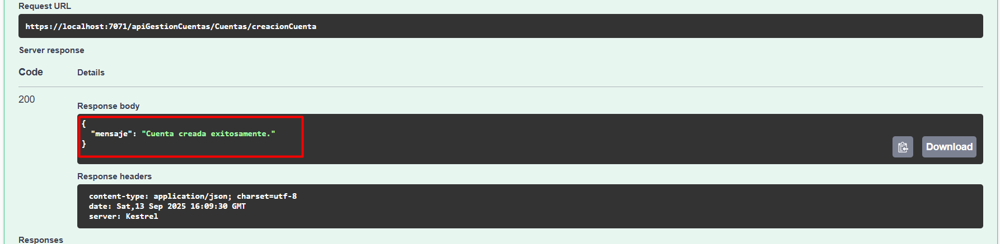 Request URL
https://localhost:7071/apiGestionCuentas/Cuentas/creacionCuenta
Server response
Code Details
200
Response body
{
"mensaje": "Cuenta creada exitosamente."
}
Download
Response headers
content-type: application/json; charset=utf-8
date: Sat,13 Sep 2025 16:09:30 GMT
server: Kestrel
Responses